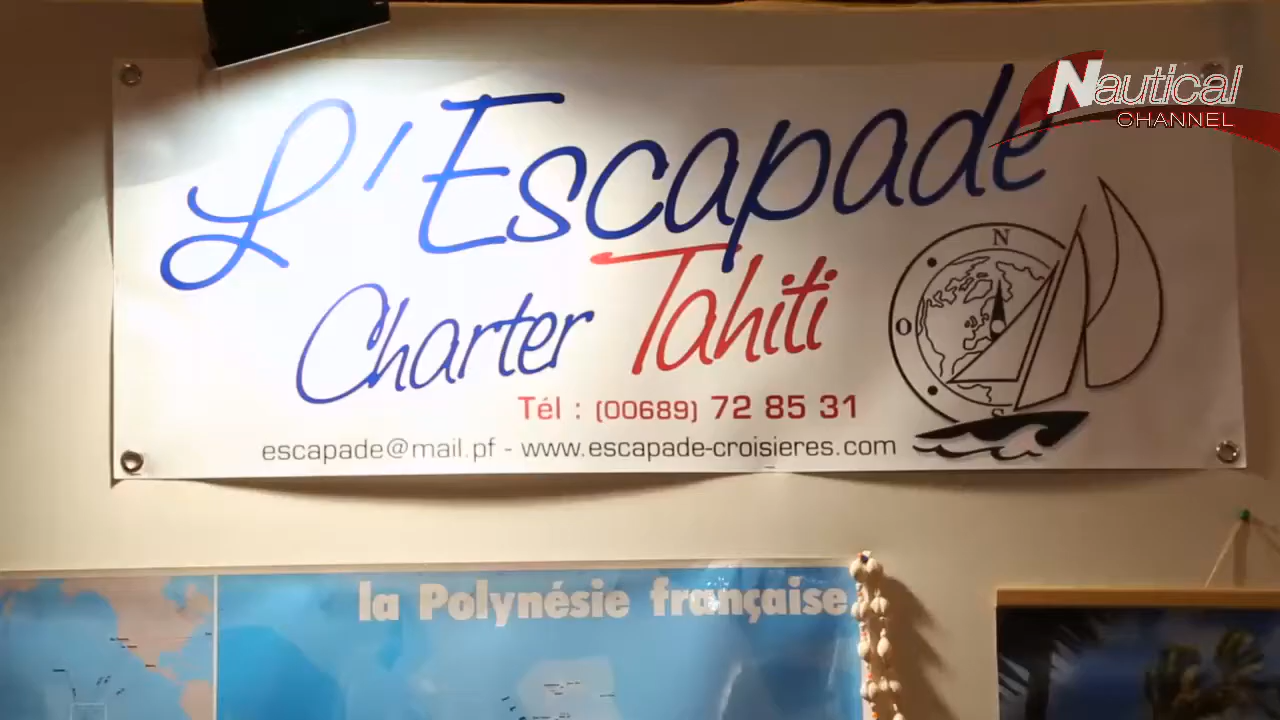 Nautical
CHANNEL
L'Escapade
Charter Tahiti
N
O
S
Tél : (00689) 72 85 31
escapade@mail.pf - www.escapade-croisieres.com
la Polynésie française